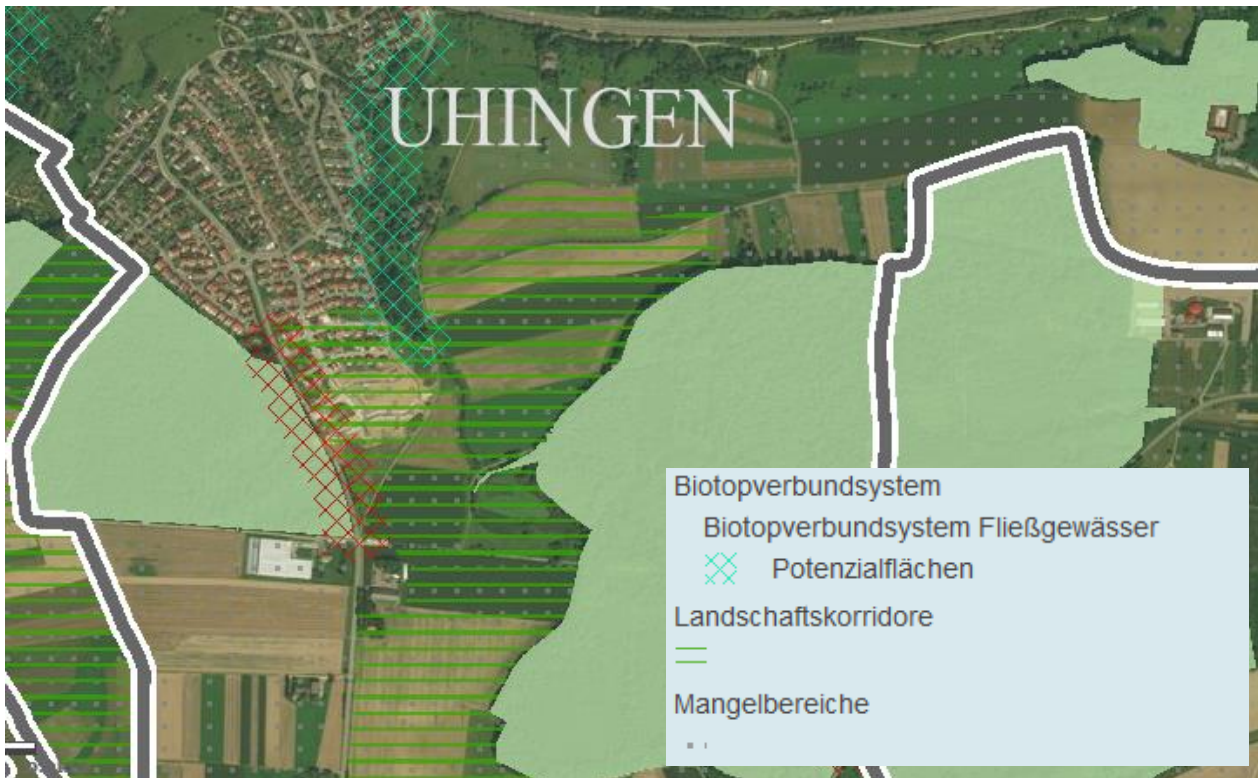 UHINGEN
Biotopverbundsystem
Biotopverbundsystem Fließgewässer
Potenzialflächen
Landschaftskorridore
Mangelbereiche